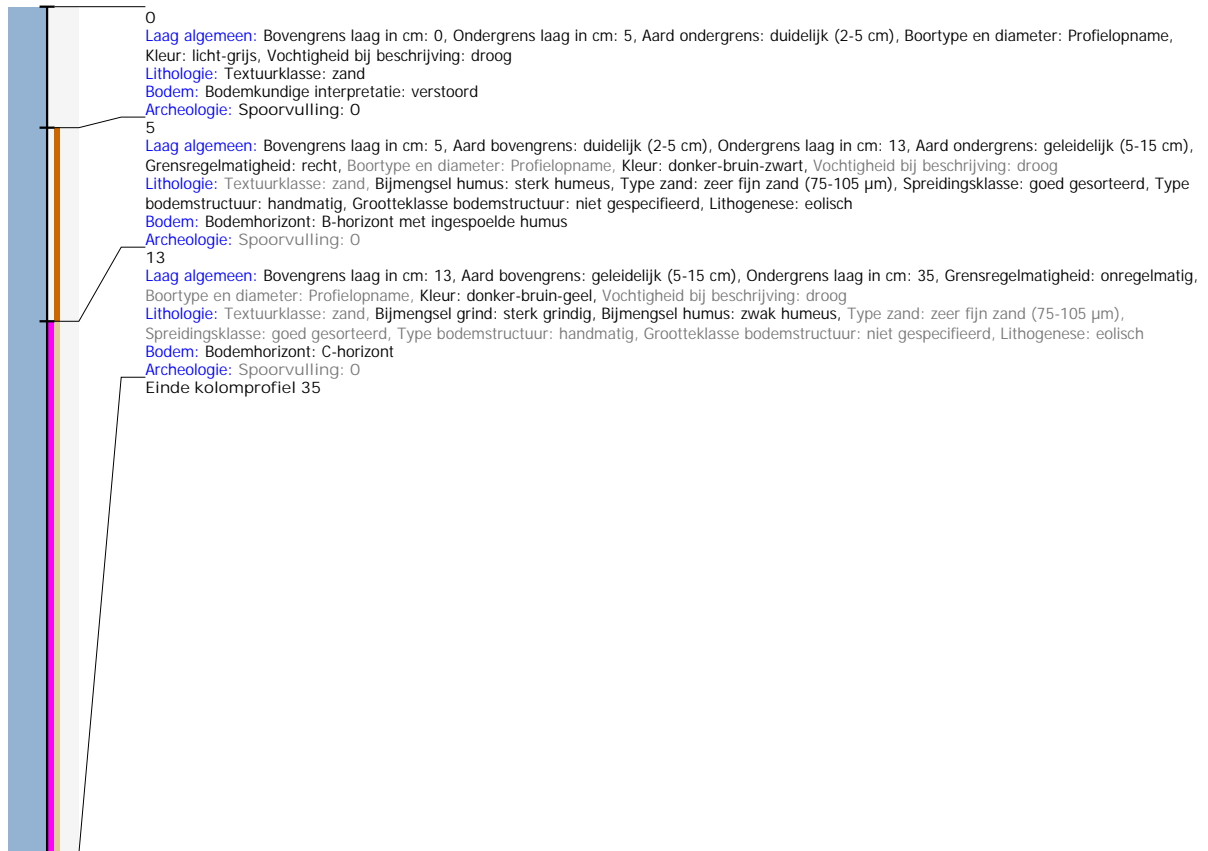 0
Laag algemeen: Bovengrens laag in cm: 0, Ondergrens laag in cm: 5, Aard ondergrens: duidelijk (2-5 cm), Boortype en diameter: Profielopname,
Kleur: licht-grijs, Vochtigheid bij beschrijving: droog
Lithologie: Textuurklasse: zand
Bodem: Bodemkundige interpretatie: verstoord
Archeologie: Spoorvulling: 0
5
Laag algemeen: Bovengrens laag in cm: 5, Aard bovengrens: duidelijk (2-5 cm), Ondergrens laag in cm: 13, Aard ondergrens: geleidelijk (5-15 cm),
Grensregelmatigheid: recht, Boortype en diameter: Profielopname, Kleur: donker-bruin-zwart, Vochtigheid bij beschrijving: droog
Lithologie: Textuurklasse: zand, Bijmengsel humus: sterk humeus, Type zand: zeer fijn zand (75-105 µm), Spreidingsklasse: goed gesorteerd, Type
bodemstructuur: handmatig, Grootteklasse bodemstructuur: niet gespecifieerd, Lithogenese: eolisch
Bodem: Bodemhorizont: B-horizont met ingespoelde humus
Archeologie: Spoorvulling: 0
13
Laag algemeen: Bovengrens laag in cm: 13, Aard bovengrens: geleidelijk (5-15 cm), Ondergrens laag in cm: 35, Grensregelmatigheid: onregelmatig,
Boortype en diameter: Profielopname, Kleur: donker-bruin-geel, Vochtigheid bij beschrijving: droog
Lithologie: Textuurklasse: zand, Bijmengsel grind: sterk grindig, Bijmengsel humus: zwak humeus, Type zand: zeer fijn zand (75-105 µm),
Spreidingsklasse: goed gesorteerd, Type bodemstructuur: handmatig, Grootteklasse bodemstructuur: niet gespecifieerd, Lithogenese: eolisch
Bodem: Bodemhorizont: C-horizont
Archeologie: Spoorvulling: 0
Einde kolomprofiel 35